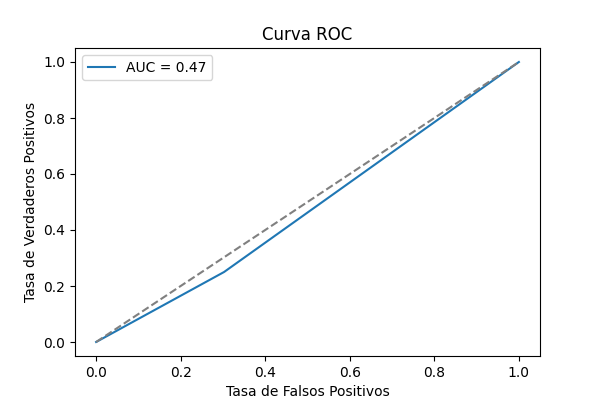 Curva ROC
AUC = 0.47
Tasa de Verdaderos Positivos
1.0
0.8
0.6
0.4
0.2
0.0
0.0 0.2 0.4 0.6 0.8 1.0
Tasa de Falsos Positivos